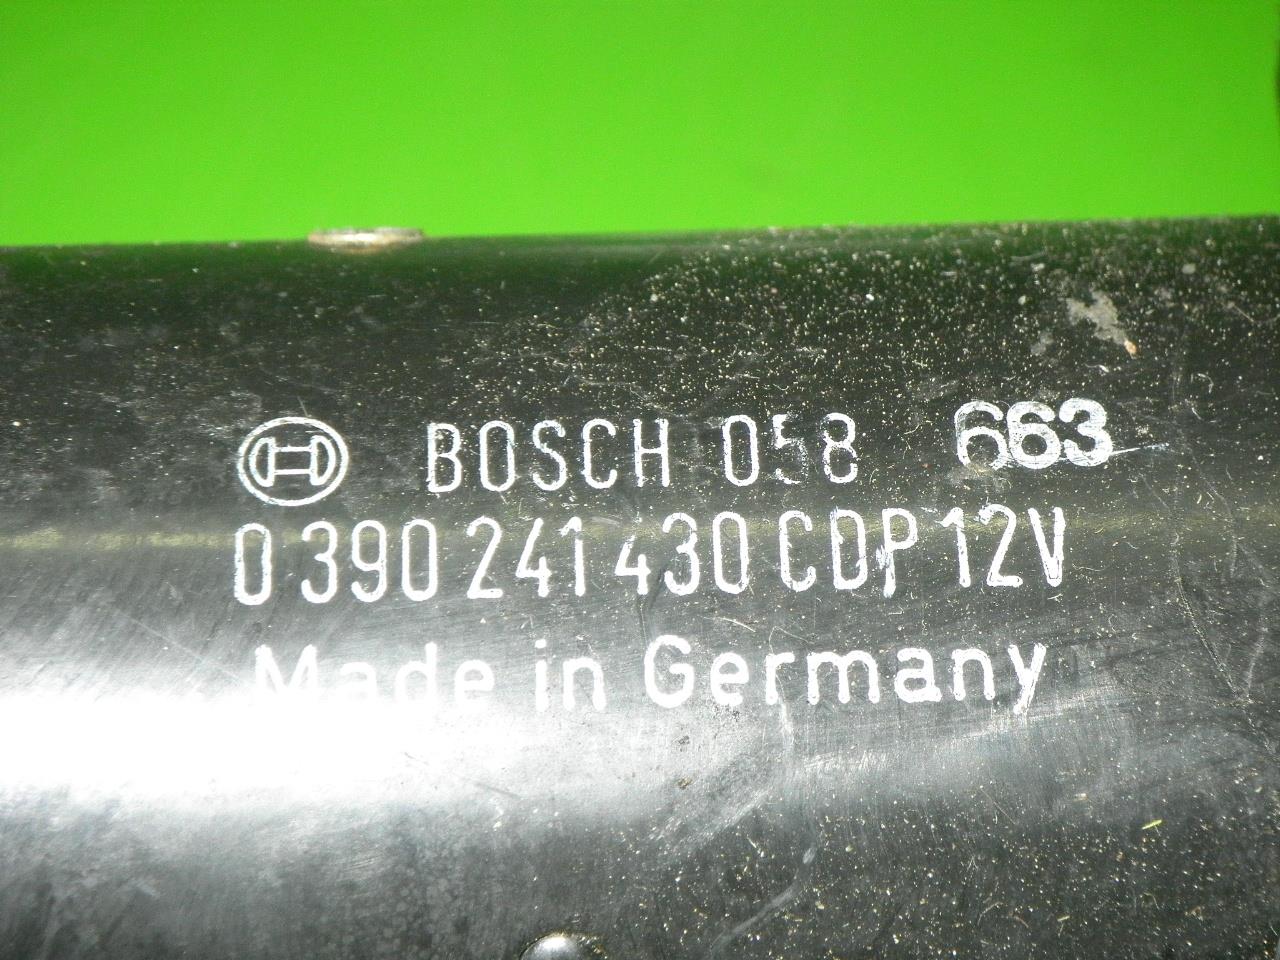 BOSCH 058 663
0 390 241 430 CDP 12V
Made in Germany